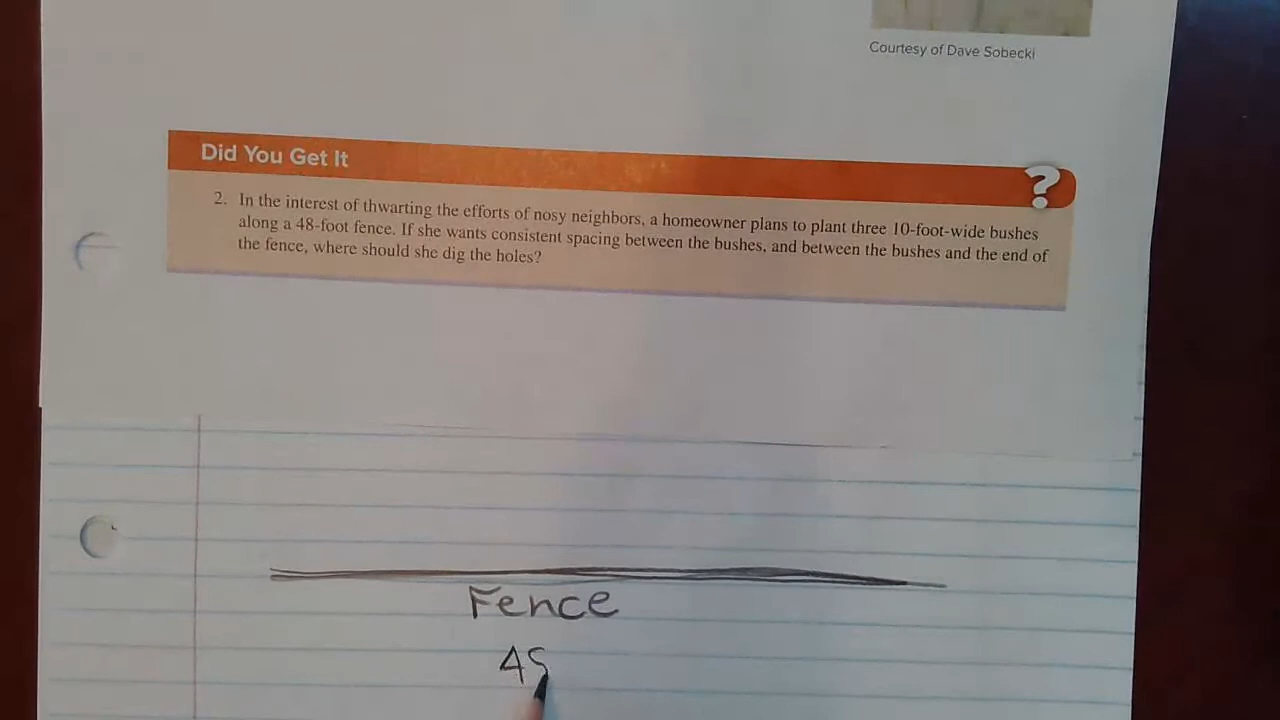 Courtesy of Dave Sobecki
Did You Get It
?
2. In the interest of thwarting the efforts of nosy neighbors, a homeowner plans to plant three 10-foot-wide bushes
along a 48-foot fence. If she wants consistent spacing between the bushes, and between the bushes and the end of
the fence, where should she dig the holes?
Fence
4